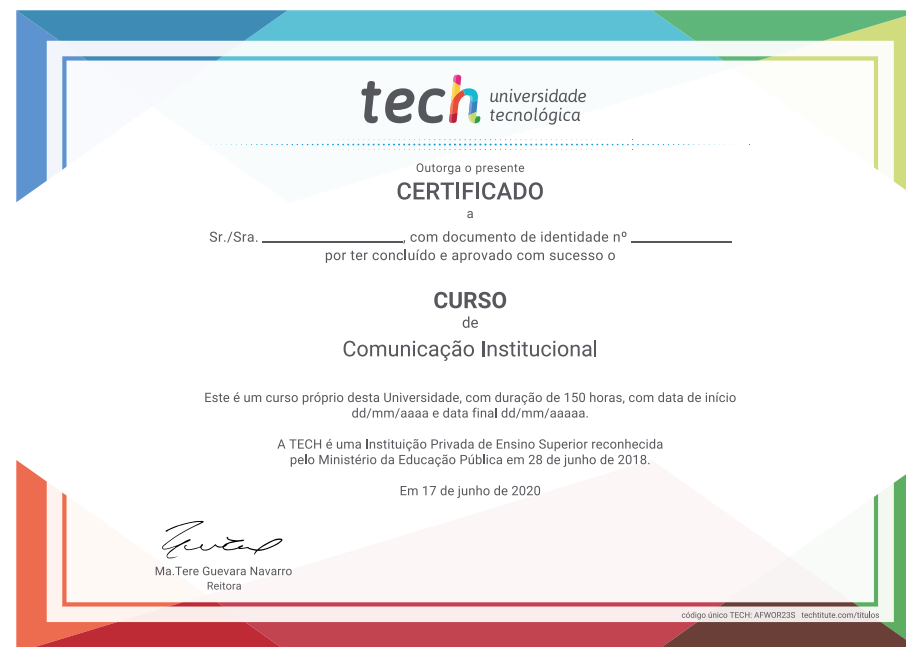 tech universidade
tecnológica
Outorga o presente
CERTIFICADO
a
Sr./Sra. ____________, com documento de identidade nº ____________
por ter concluído e aprovado com sucesso o
CURSO
de
Comunicação Institucional
Este é um curso próprio desta Universidade, com duração de 150 horas, com data de início
dd/mm/aaaa e data final dd/mm/aaaaa.
A TECH é uma Instituição Privada de Ensino Superior reconhecida
pelo Ministério da Educação Pública em 28 de junho de 2018.
Em 17 de junho de 2020
Ma.Tere Guevara Navarro
Reitora
código único TECH: AFWOR23S techtitute.com/títulos